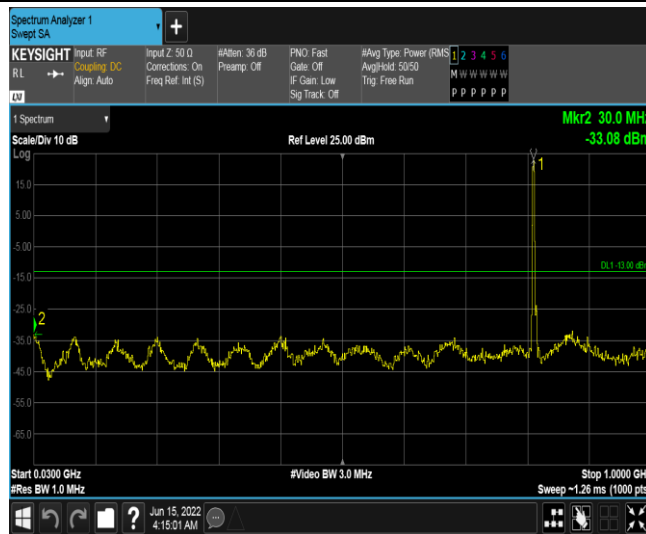 Spectrum Analyzer 1
Swept SA
+
KEYSIGHT
RL
LXI
Input: RF
Coupling: DC
Align: Auto
Input Z: 50 Ω
Corrections: On
Freq Ref: Int (S)
#Atten: 36 dB
Preamp: Off
PNO: Fast
Gate: Off
IF Gain: Low
Sig Track: Off
#Avg Type: Power (RMS
Avg|Hold: 50/50
Trig: Free Run
1 2 3 4 5 6
M W W W W W
P P P P P P
1 Spectrum
Mkr2 30.0 MHz
Scale/Div 10 dB
Ref Level 25.00 dBm
-33.08 dBm
Log
1
15.0
5.00
-5.00
DL1 -13.00 dBm
-15.0
-25.0
2
-35.0
-45.0
-55.0
-65.0
Start 0.0300 GHz
#Video BW 3.0 MHz
Stop 1.0000 GHz
#Res BW 1.0 MHz
Sweep ~1.26 ms (1000 pts)
?
Jun 15, 2022
4:15:01 AM